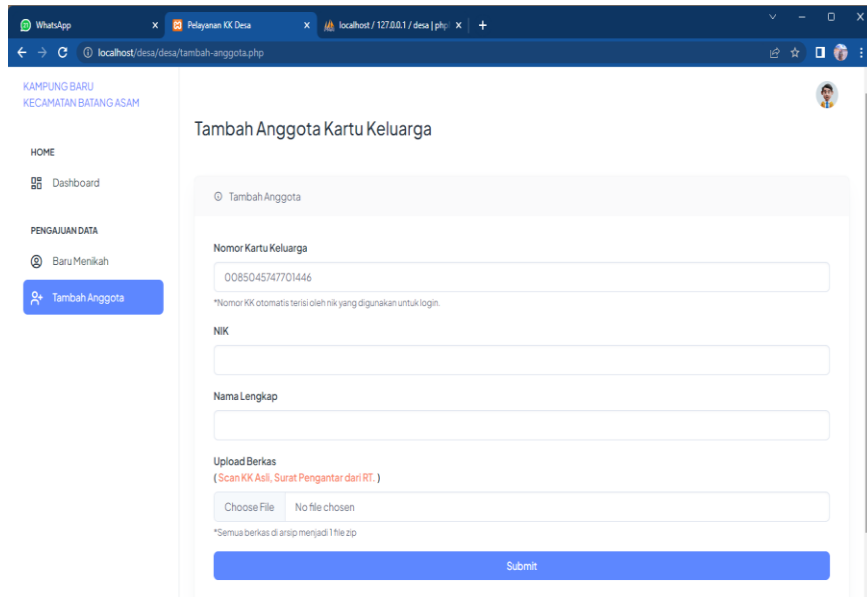 WhatsApp
Pelayanan KK Desa
localhost / 127.0.0.1 / desa | php
localhost/desa/desa/tambah-anggota.php
KAMPUNG BARU
KECAMATAN BATANG ASAM
Tambah Anggota Kartu Keluarga
HOME
Dashboard
Tambah Anggota
PENGAJUAN DATA
Nomor Kartu Keluarga
Baru Menikah
0085045747701446
Tambah Anggota
*Nomor KK otomatis terisi oleh nik yang digunakan untuk login.
NIK
Nama Lengkap
Upload Berkas
( Scan KK Asli, Surat Pengantar dari RT. )
Choose File No file chosen
*Semua berkas di arsip menjadi 1 file zip
Submit